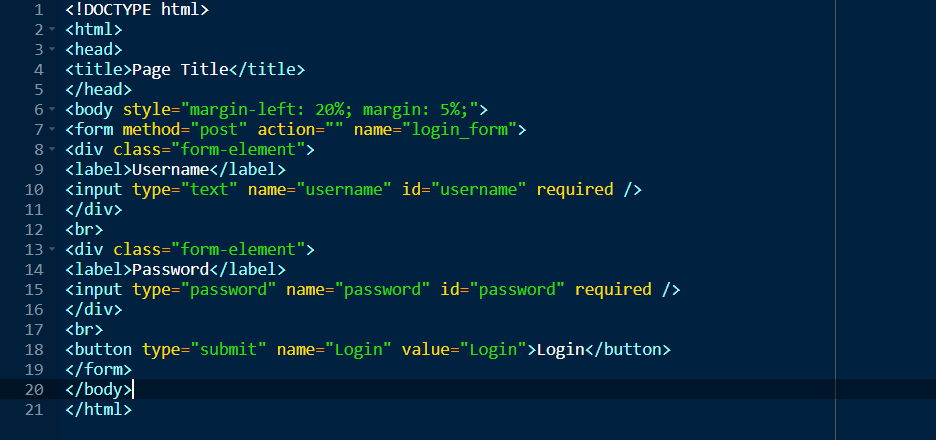 1 <!DOCTYPE html>
2 <html>
3 <head>
4 <title>Page Title</title>
5 </head>
6 <body style="margin-left: 20%; margin: 5%;">
7 <form method="post" action="" name="login_form">
8 <div class="form-element">
9 <label>Username</label>
10 <input type="text" name="username" id="username" required />
11 </div>
12 <br>
13 <div class="form-element">
14 <label>Password</label>
15 <input type="password" name="password" id="password" required />
16 </div>
17 <br>
18 <button type="submit" name="Login" value="Login">Login</button>
19 </form>
20 </body>
21 </html>